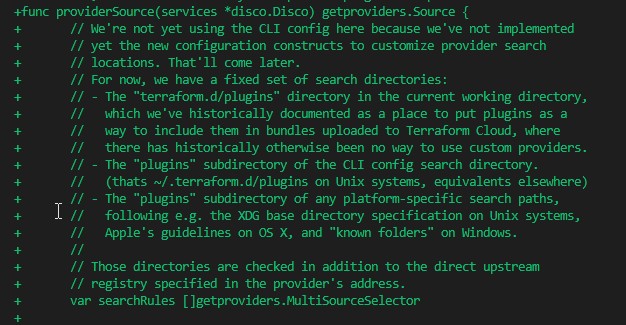 +func providerSource(services *disco.Disco) getproviders.Source {
+ // We're not yet using the CLI config here because we've not implemented
+ // yet the new configuration constructs to customize provider search
+ // locations. That'll come later.
+ // For now, we have a fixed set of search directories:
+ // - The "terraform.d/plugins" directory in the current working directory,
+ //   which we've historically documented as a place to put plugins as a
+ //   way to include them in bundles uploaded to Terraform Cloud, where
+ //   there has historically otherwise been no way to use custom providers.
+ // - The "plugins" subdirectory of the CLI config search directory.
+ //   (thats ~/.terraform.d/plugins on Unix systems, equivalents elsewhere)
+ // - The "plugins" subdirectory of any platform-specific search paths,
+ //   following e.g. the XDG base directory specification on Unix systems,
+ //   Apple's guidelines on OS X, and "known folders" on Windows.
+ //
+ // Those directories are checked in addition to the direct upstream
+ // registry specified in the provider's address.
+ var searchRules []getproviders.MultiSourceSelector
+